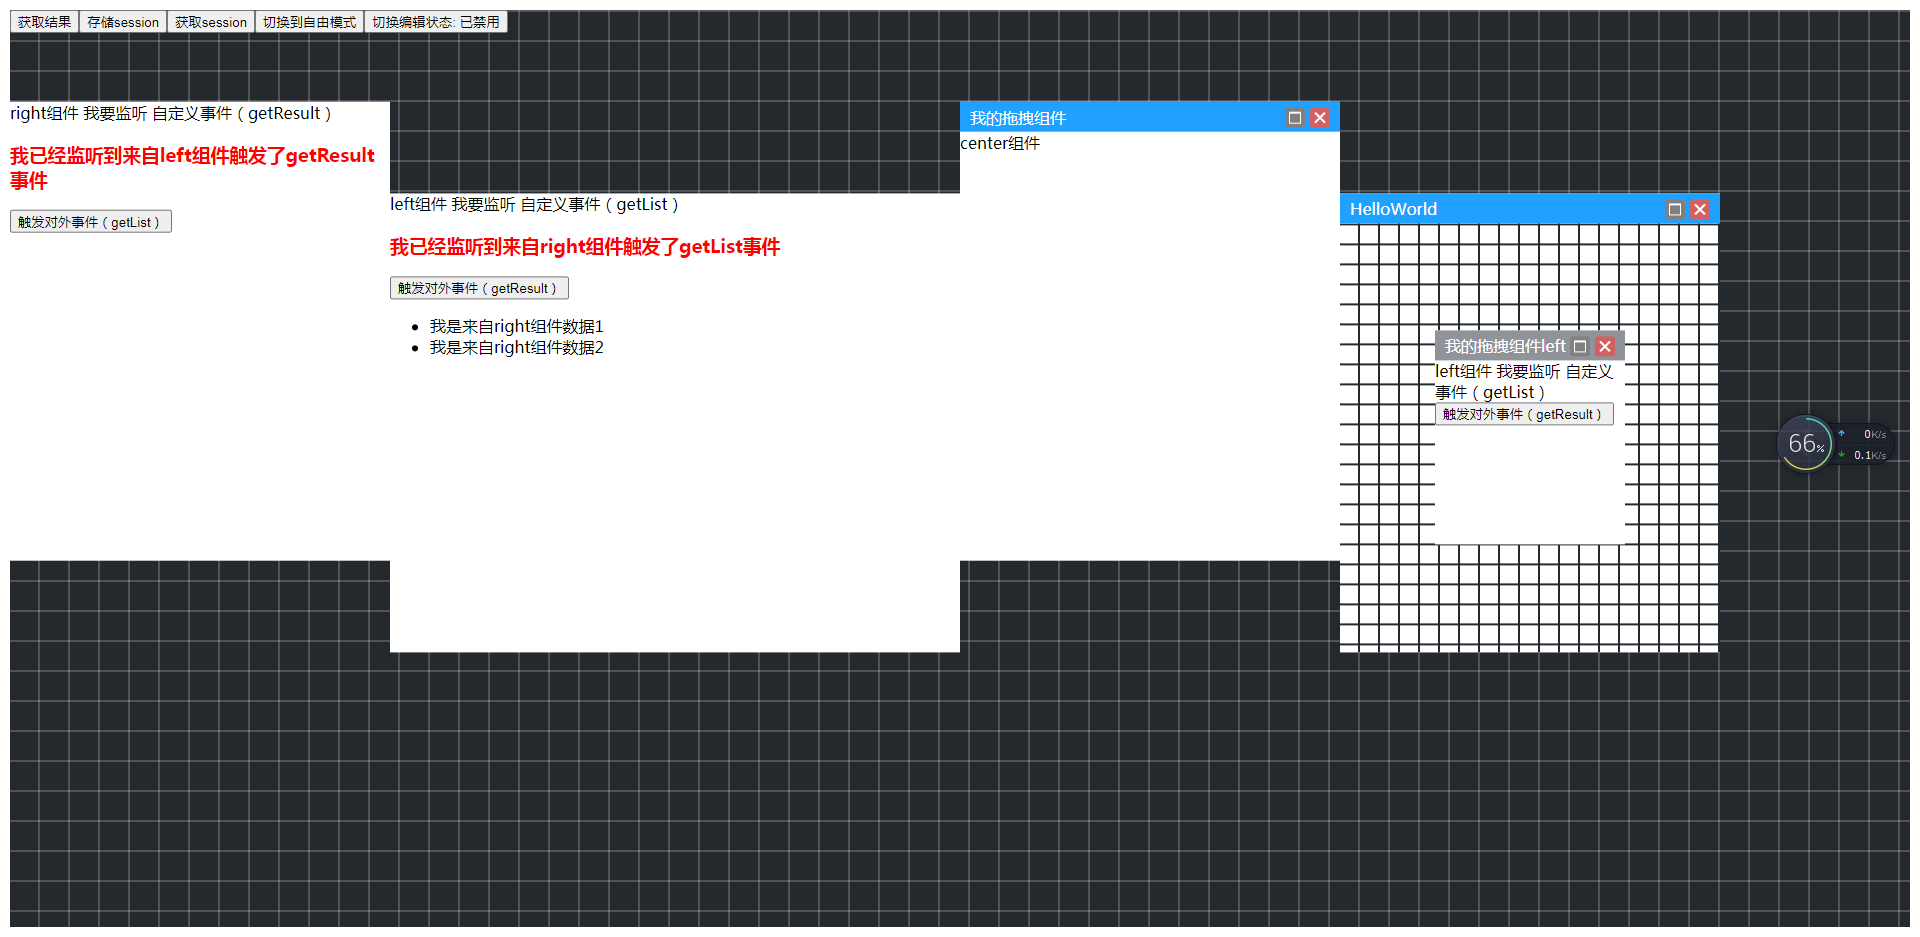 获取结果 存储session 获取session 切换到自由模式 切换编辑状态: 已禁用
right组件 我要监听 自定义事件（getResult）
我已经监听到来自left组件触发了getResult
事件
触发对外事件（getList）
left组件 我要监听 自定义事件（getList）
我已经监听到来自right组件触发了getList事件
触发对外事件（getResult）
我是来自right组件数据1
我是来自right组件数据2
我的拖拽组件
center组件
HelloWorld
我的拖拽组件left
left组件 我要监听 自定义
事件（getList）
触发对外事件（getResult）
66%
0K/s
0.1K/s